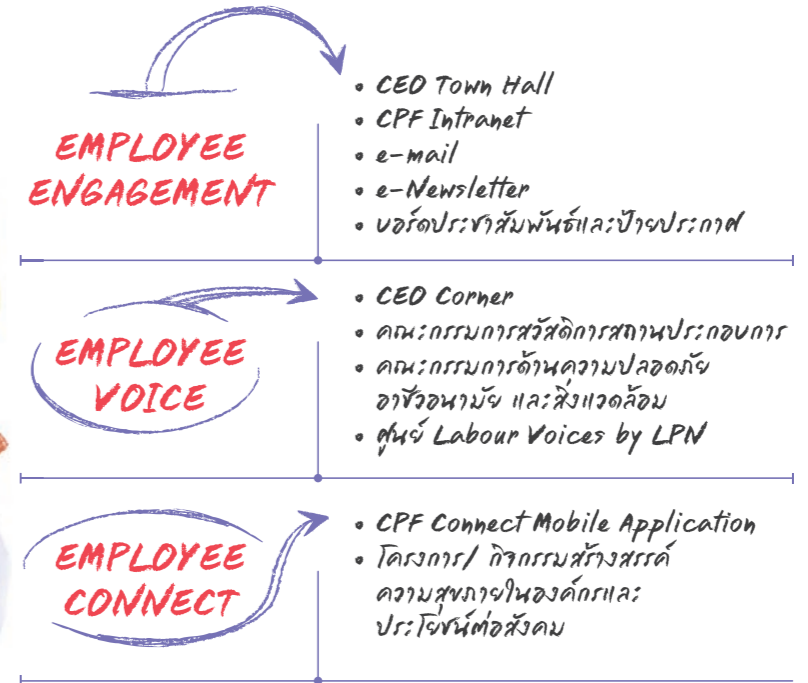 EMPLOYEE
ENGAGEMENT
• CEO Town Hall
• CPF Intranet
• e-mail
• e-Newsletter
• บอร์ดประชาสัมพันธ์และป้ายประกาศ
EMPLOYEE
VOICE
• CEO Corner
• คณะกรรมการสวัสดิการสถานประกอบการ
• คณะกรรมการด้านความปลอดภัย
อาชีวอนามัย และสิ่งแวดล้อม
• ศูนย์ Labour Voices by LPN
EMPLOYEE
CONNECT
• CPF Connect Mobile Application
• โครงการ/ กิจกรรมสร้างสรรค์
ความสุขภายในองค์กรและ
ประโยชน์ต่อสังคม